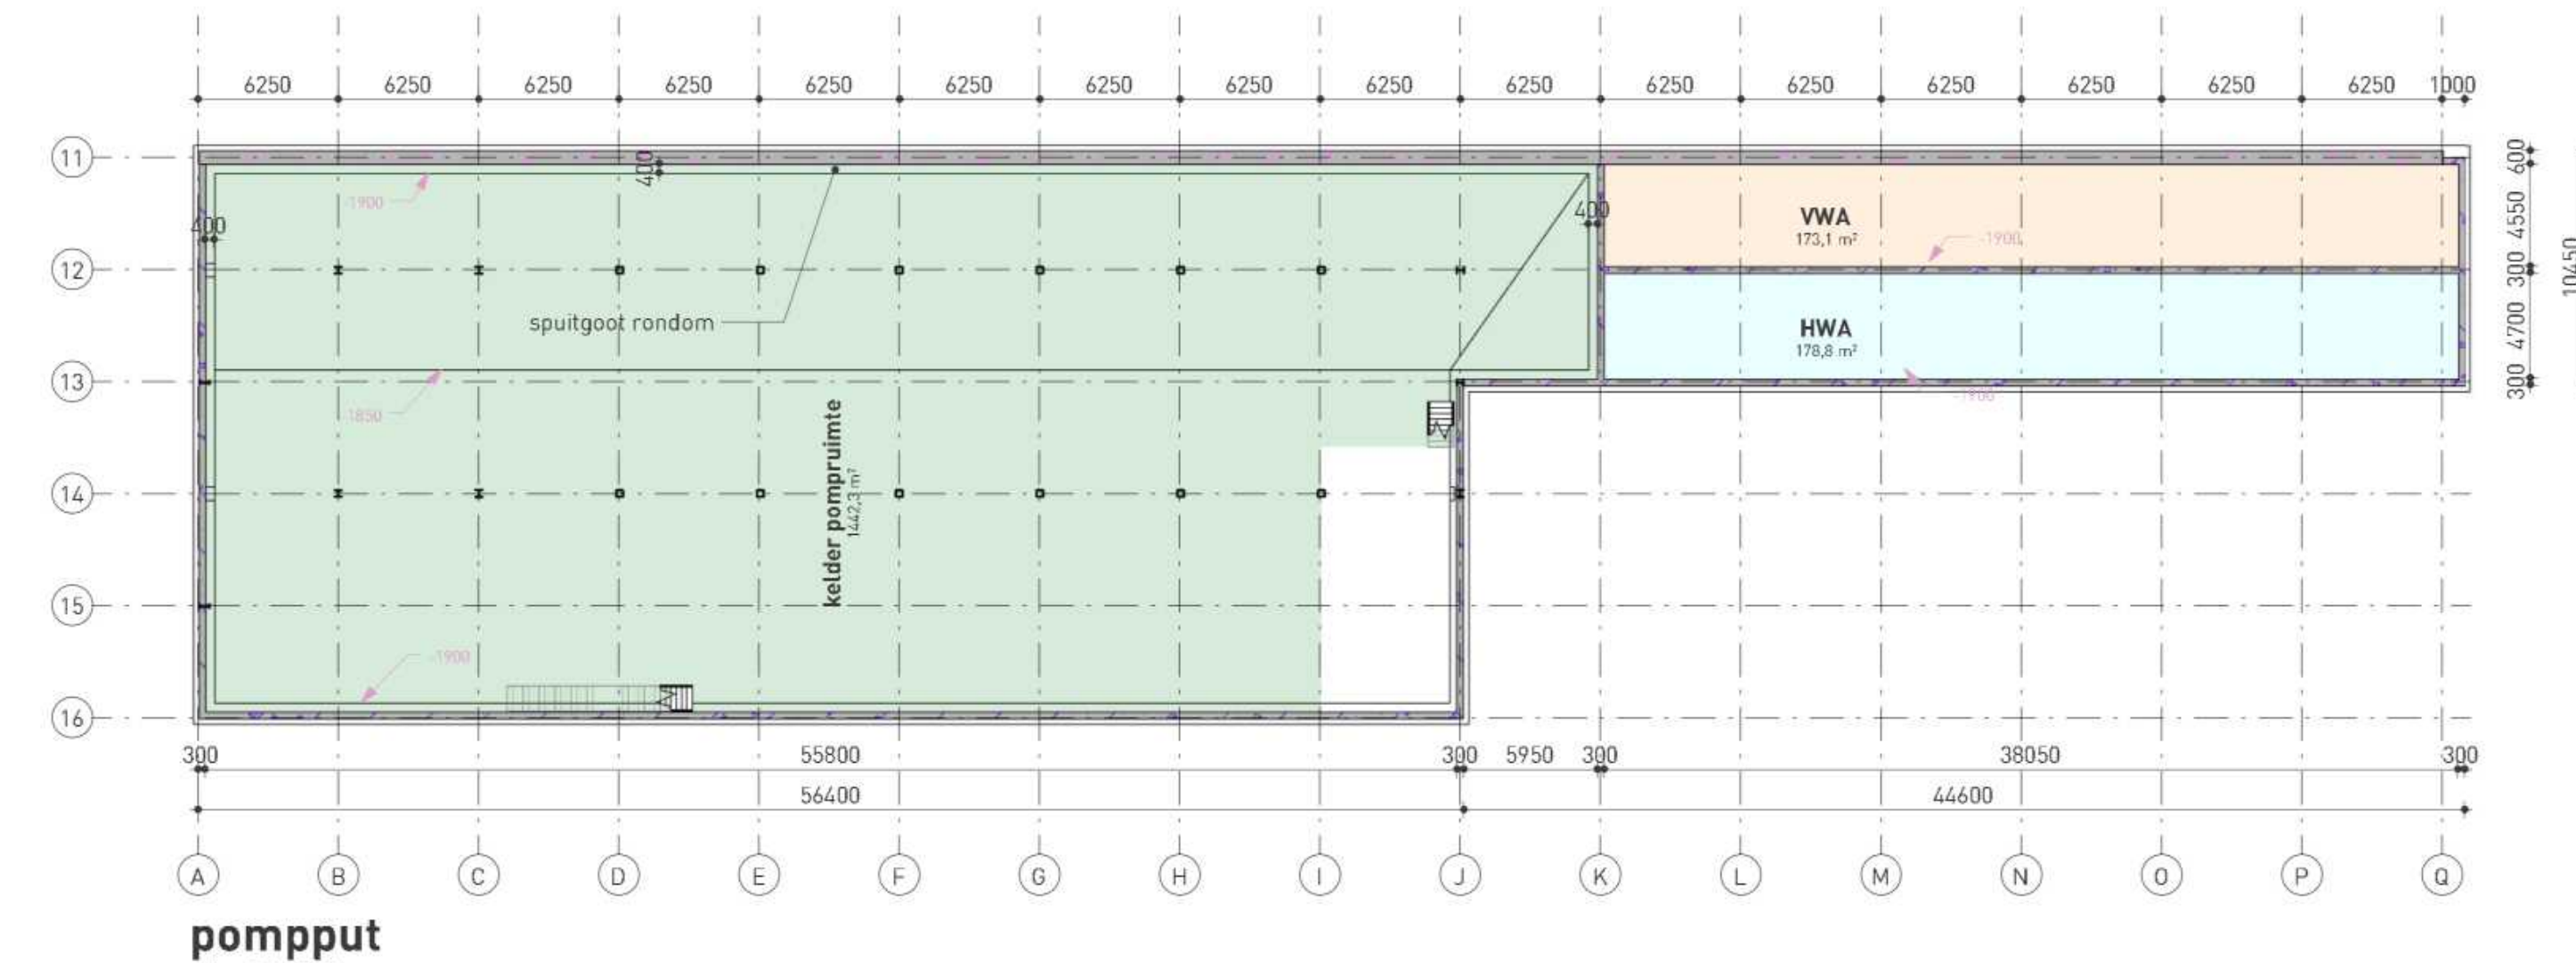 6250 6250 6250 6250 6250 6250 6250 6250 6250 6250 6250 6250 6250 6250 6250 6250 1000
11
600
400
-1900
400
400
VWA
173,1 m²
-1900
4550
10450
12
300
spuitgoot rondom
HWA
178,8 m²
4700
13
300
-1900
1850
kelder pompruimte
1442,3 m²
14
15
-1900
16
300 55800 300 5950 300 38050 300
56400 44600
A B C D E F G H I J K L M N O P Q
pompput